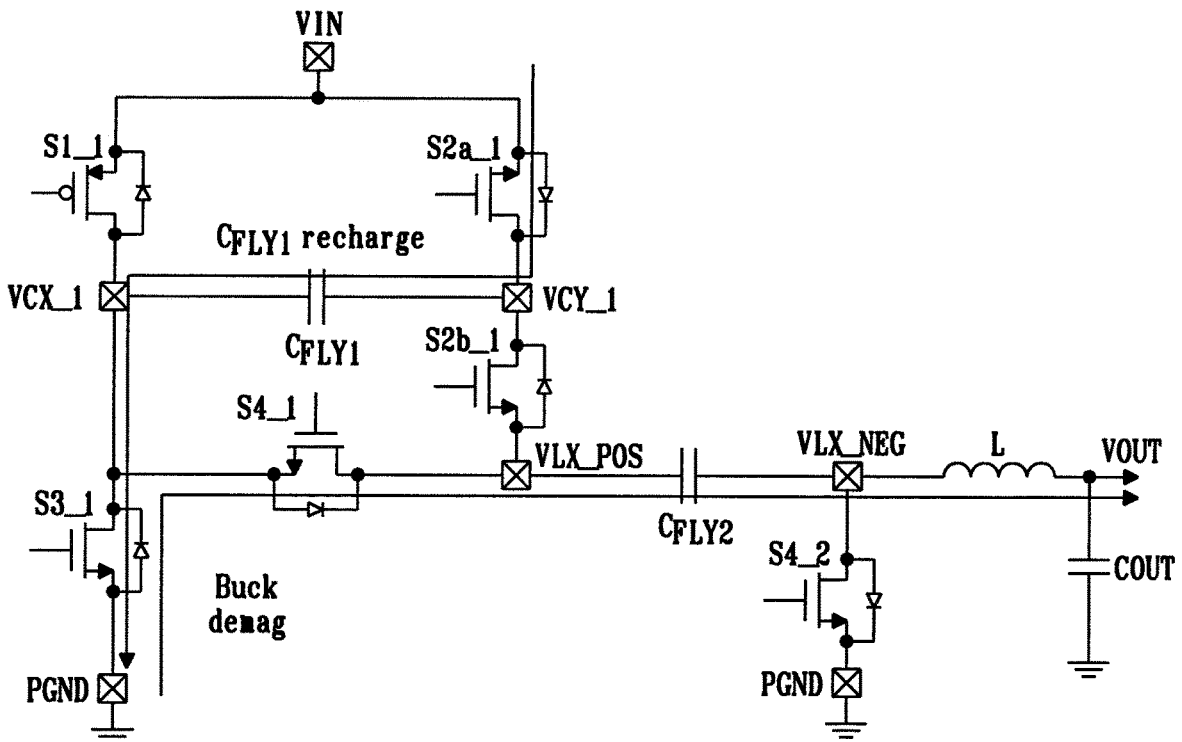 VIN
S1_1
S2a_1
CFLY1 recharge
VCX_1
VCY_1
CFLY1
S2b_1
S4_1
VLX_POS
VLX_NEG
L
VOUT
S3_1
CFLY2
S4_2
COUT
Buck
demag
PGND
PGND